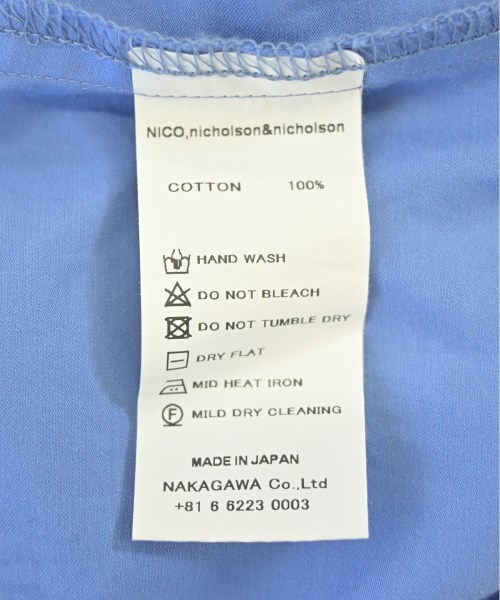 NICO,nicholson&nicholson
COTTON 100%
HAND WASH
DO NOT BLEACH
DO NOT TUMBLE DRY
DRY FLAT
MID HEAT IRON
F MILD DRY CLEANING
MADE IN JAPAN
NAKAGAWA Co.,Ltd
+81 6 6223 0003